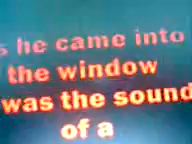 s he came into
the window
was the sound
of a